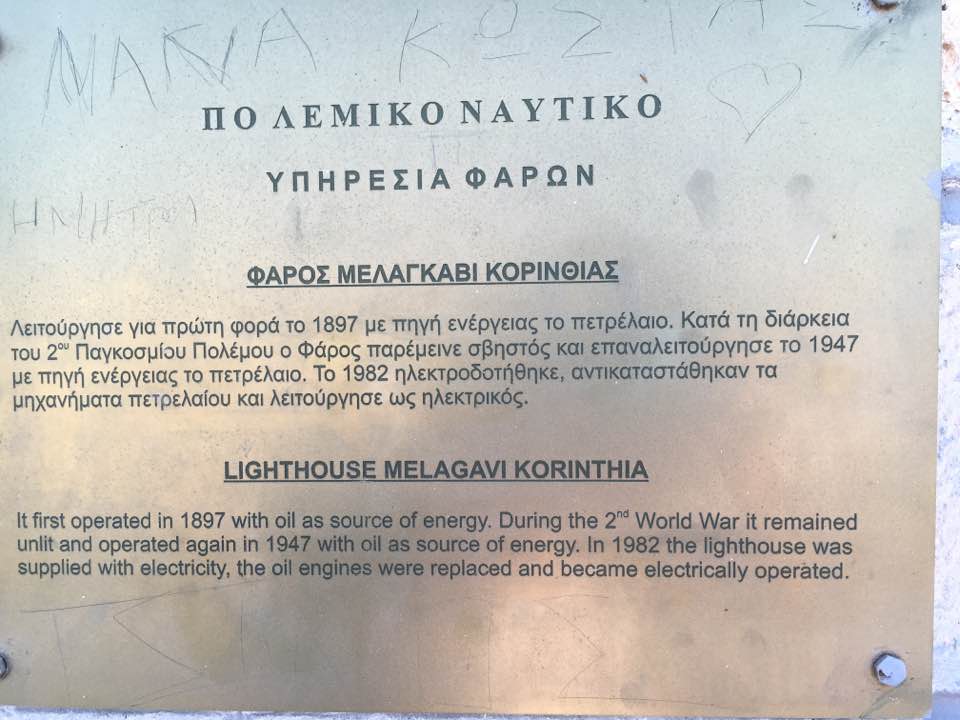 ΜΑΝΙΑ ΚΩΣΤΑΣ
ΠΟΛΕΜΙΚΟ ΝΑΥΤΙΚΟ
ΥΠΗΡΕΣΙΑ ΦΑΡΩΝ
ΦΑΡΟΣ ΜΕΛΑΓΚΑΒΙ ΚΟΡΙΝΘΙΑΣ
Λειτούργησε για πρώτη φορά το 1897 με πηγή ενέργειας το πετρέλαιο. Κατά τη διάρκεια
του 2ου Παγκοσμίου Πολέμου ο Φάρος παρέμεινε σβηστός και επαναλειτούργησε το 1947
με πηγή ενέργειας το πετρέλαιο. Το 1982 ηλεκτροδοτήθηκε, αντικαταστάθηκαν τα
μηχανήματα πετρελαίου και λειτούργησε ως ηλεκτρικός.
LIGHTHOUSE MELAGAVI KORINTHIA
It first operated in 1897 with oil as source of energy. During the 2nd World War it remained
unlit and operated again in 1947 with oil as source of energy. In 1982 the lighthouse was
supplied with electricity, the oil engines were replaced and became electrically operated.